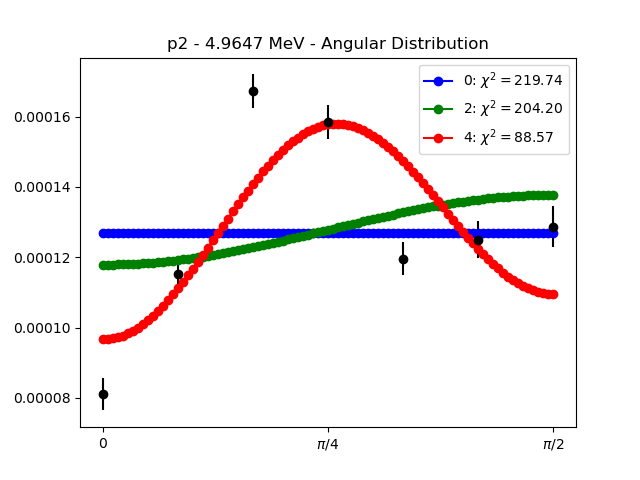 p2 - 4.9647 MeV - Angular Distribution
0: χ² = 219.74
2: χ² = 204.20
4: χ² = 88.57
0.00016
0.00014
0.00012
0.00010
0.00008
0 π/4 π/2